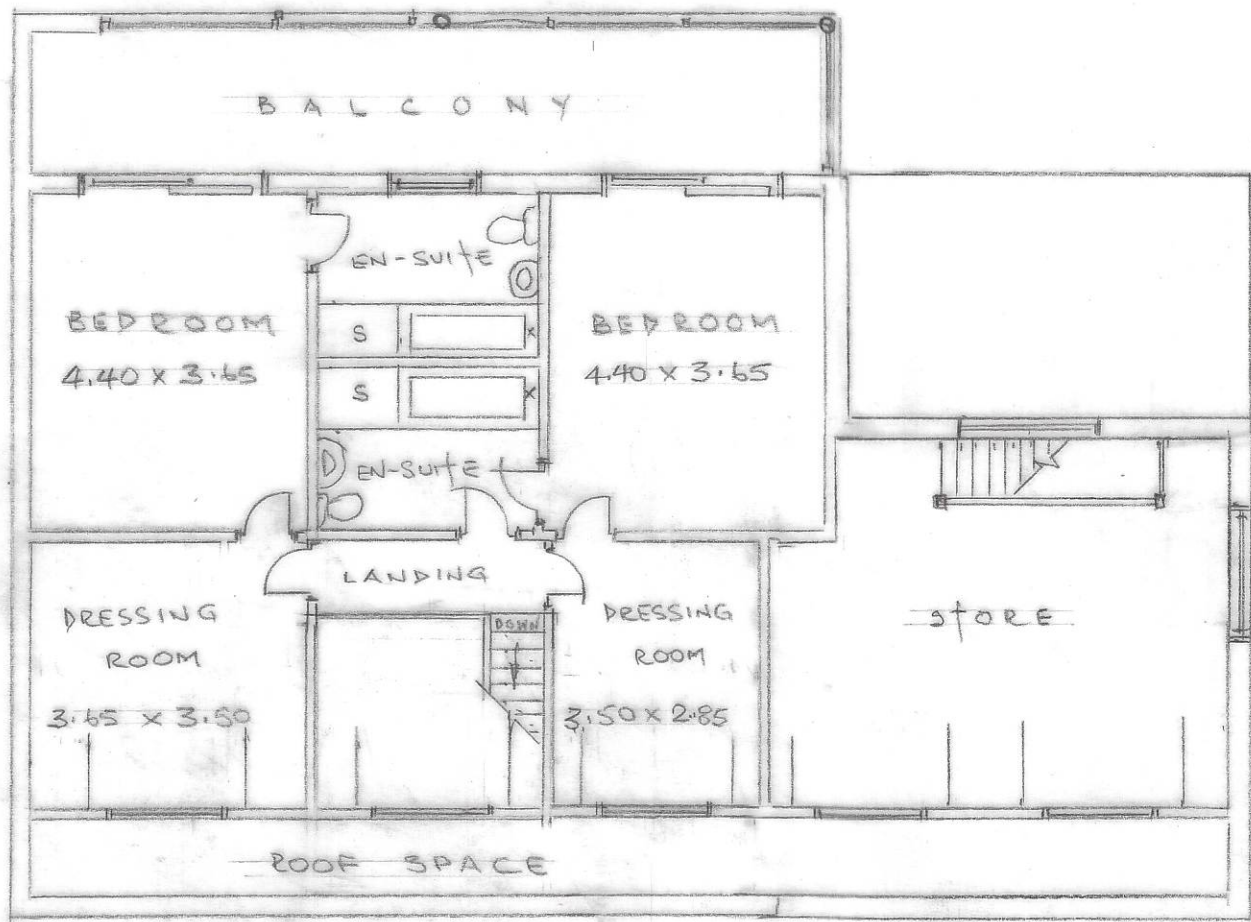 BALCONY
EN-SUITE
BEDROOM
4.40 x 3.65
S
BEDROOM
4.40 x 3.65
S
EN-SUITE
LANDING
DRESSING
ROOM
3.65 x 3.50
DOWN
DRESSING
ROOM
3.50 x 2.85
STORE
ROOF SPACE